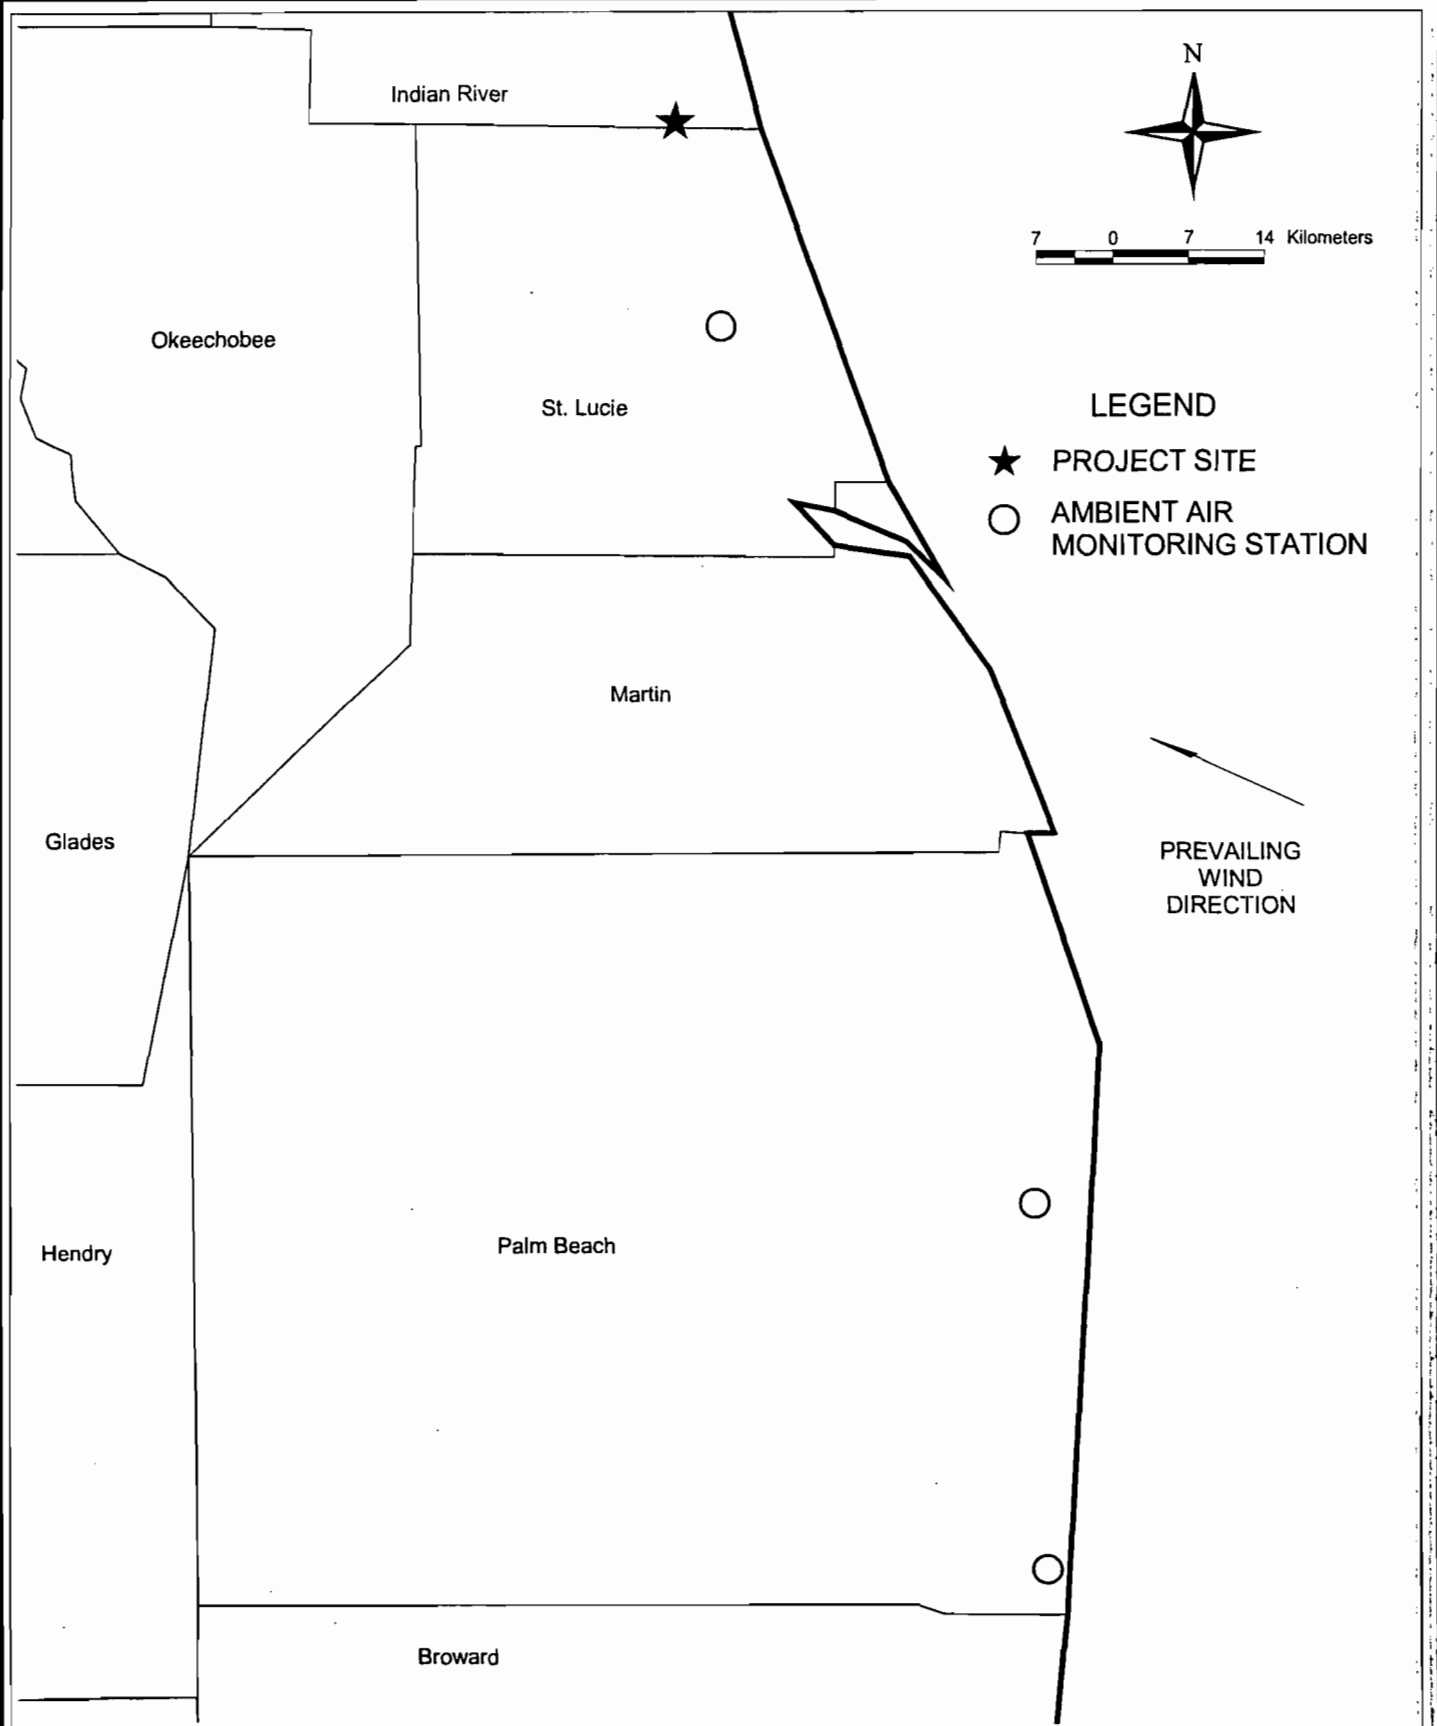 N
Indian River
7 0 7 14 Kilometers
Okeechobee
St. Lucie
LEGEND
PROJECT SITE
AMBIENT AIR
MONITORING STATION
Martin
Glades
PREVAILING
WIND
DIRECTION
Hendry
Palm Beach
Broward